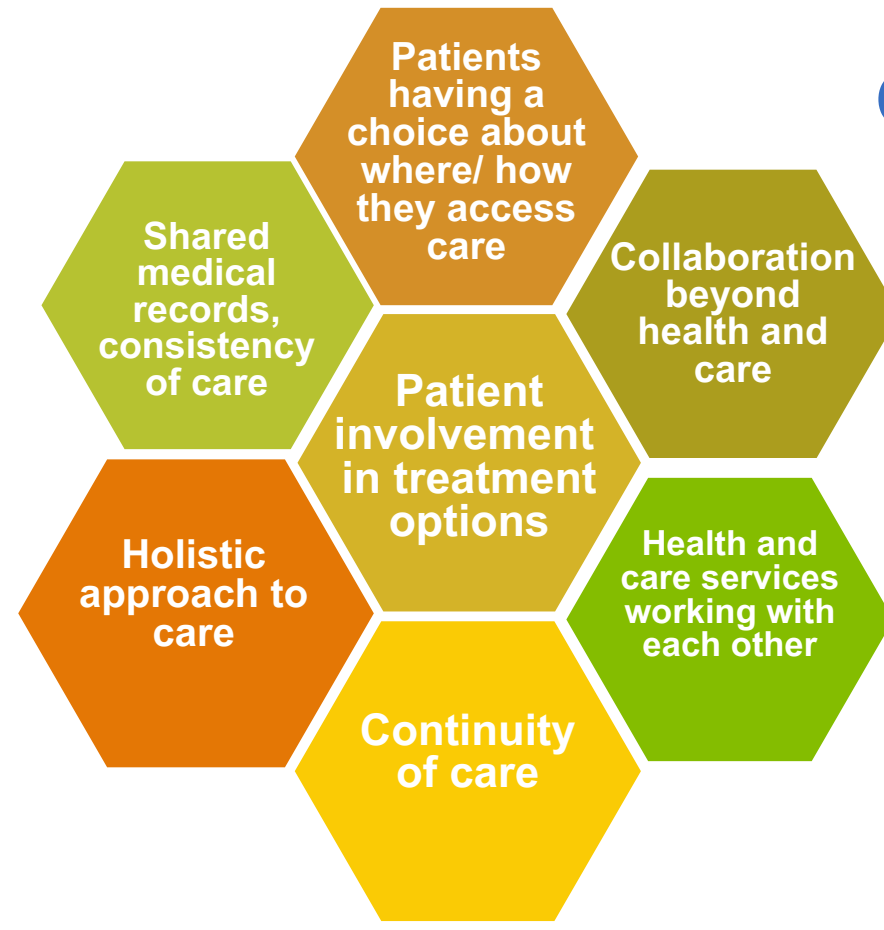 Patients
having a
choice about
where/ how
they access
care
Shared
medical
records,
consistency
of care
Collaboration
beyond
health and
care
Patient
involvement
in treatment
options
Holistic
approach to
care
Health and
care services
working with
each other
Continuity
of care